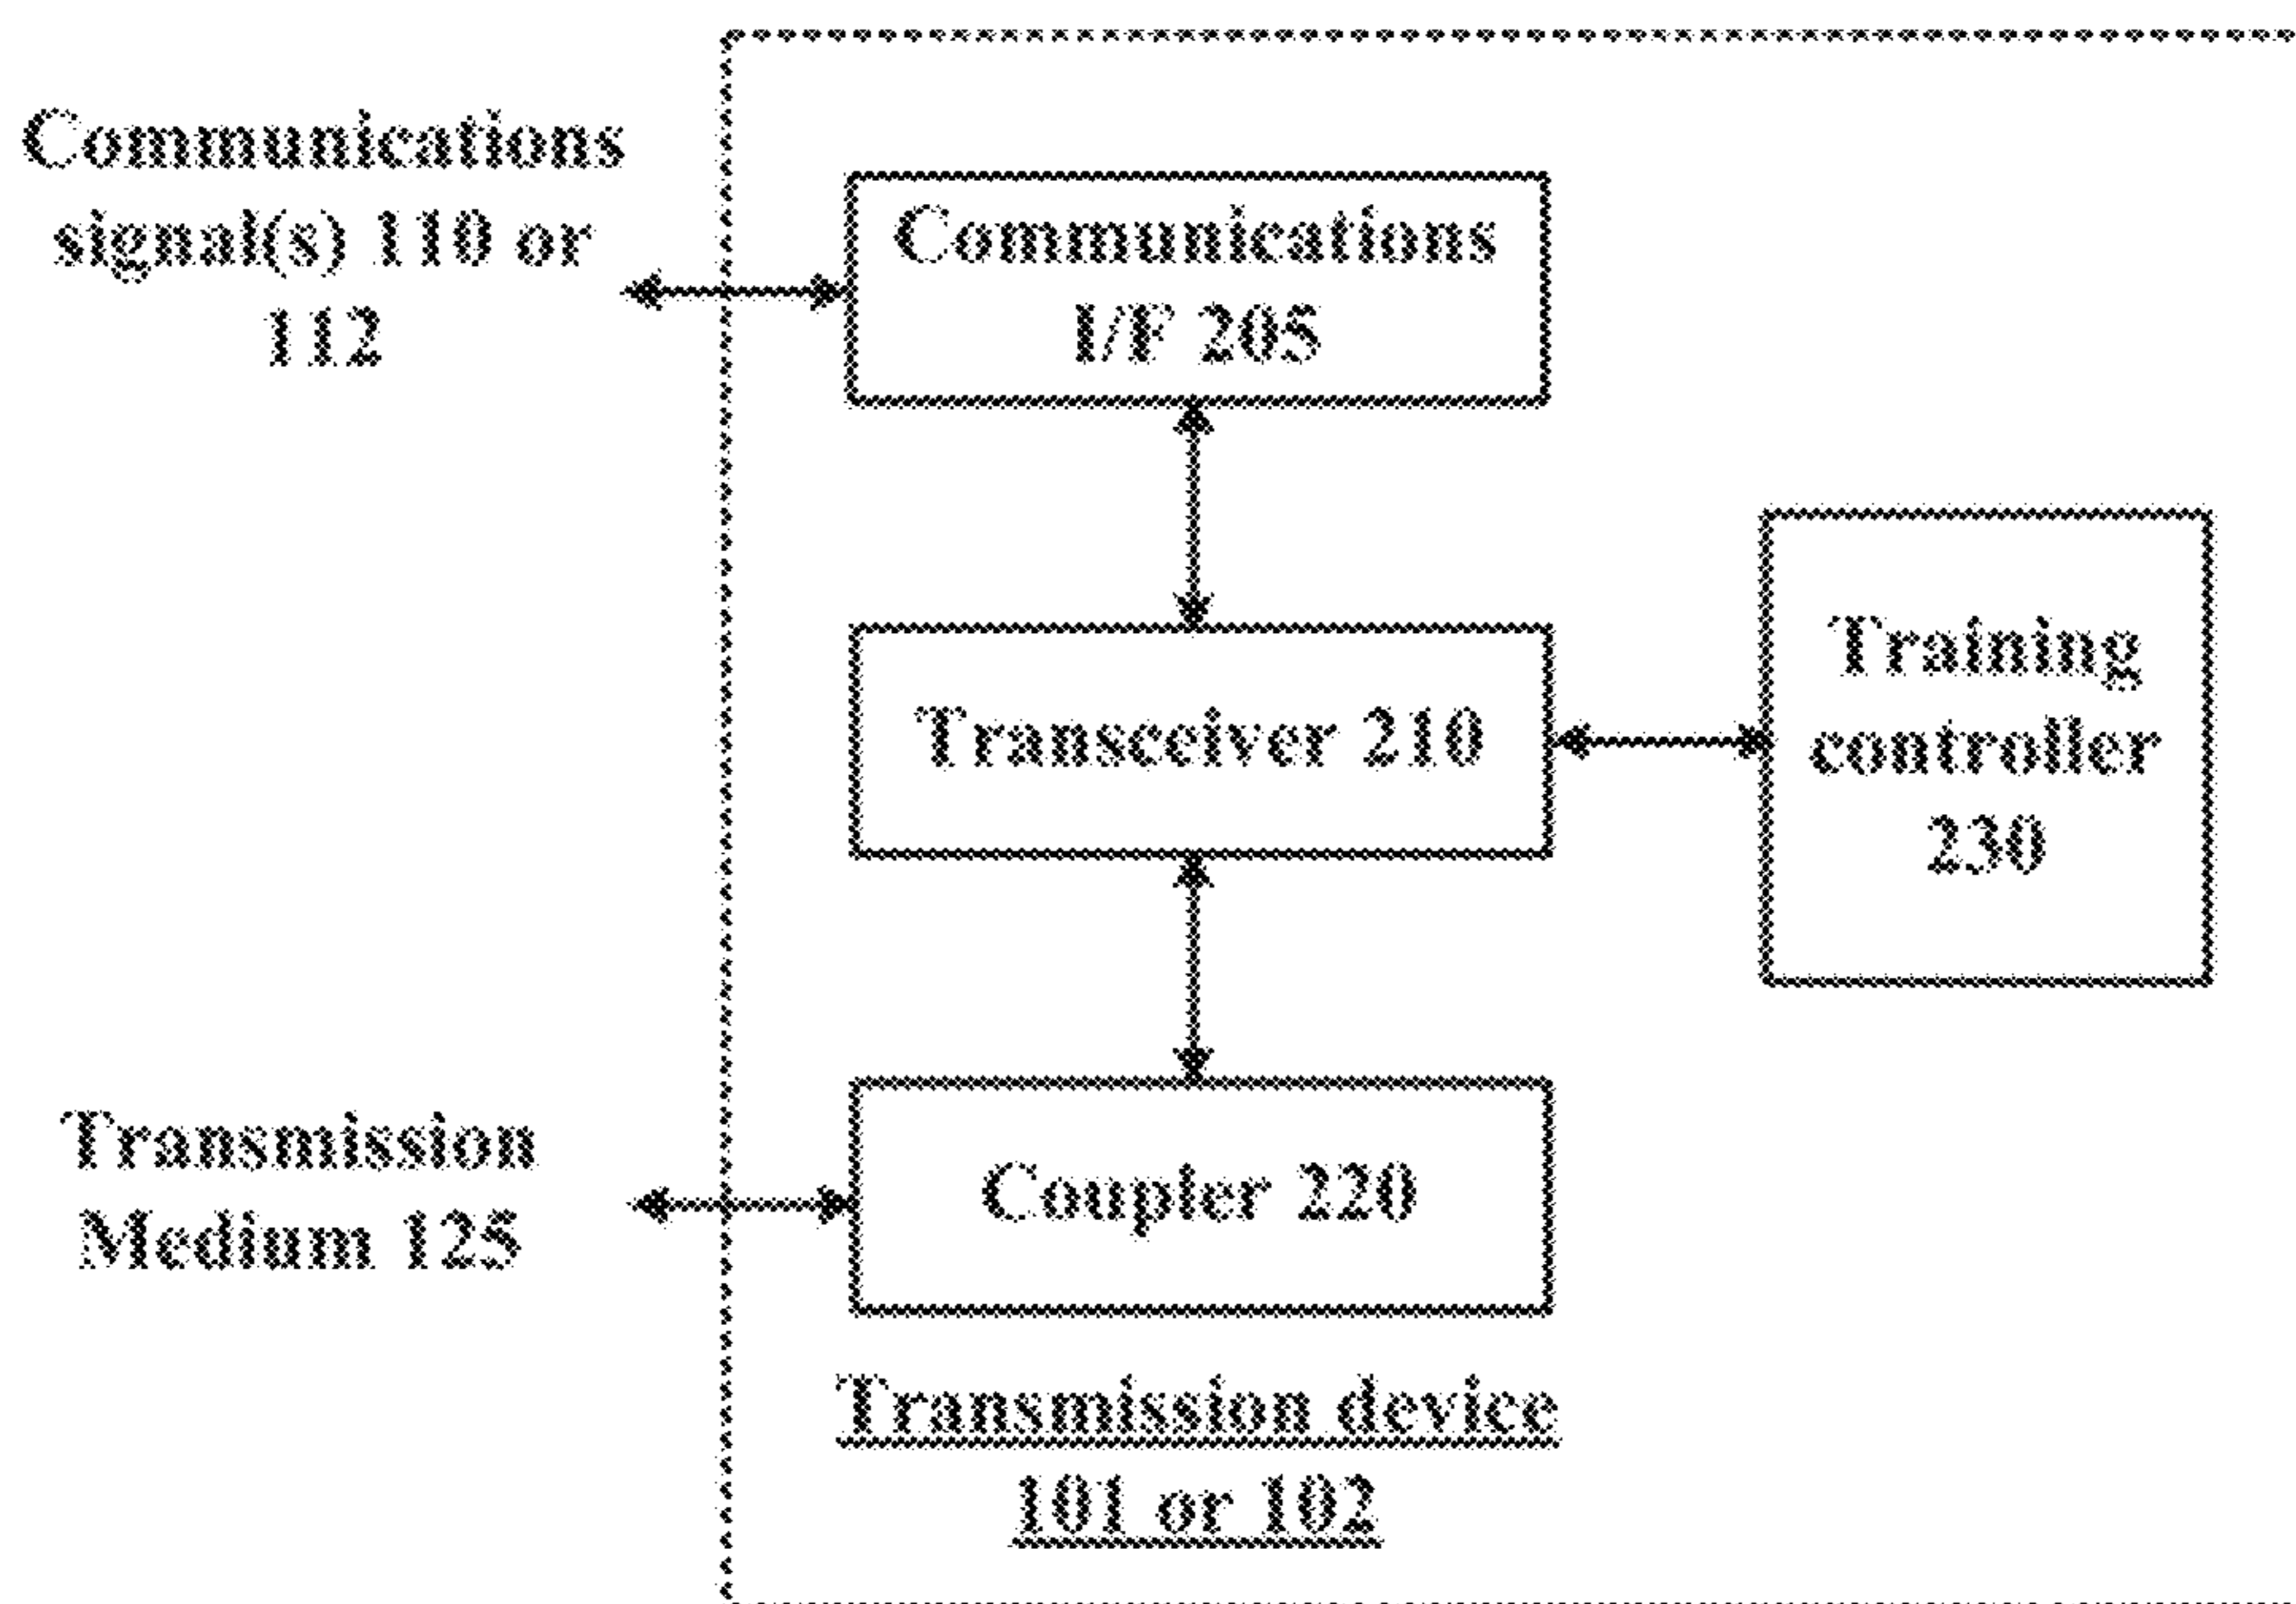 Communications
signal(s) 110 or
112
Communications
I/F 205
Transceiver 210
Training
controller
230
Transmission
Medium 125
Coupler 220
Transmission device
101 or 102